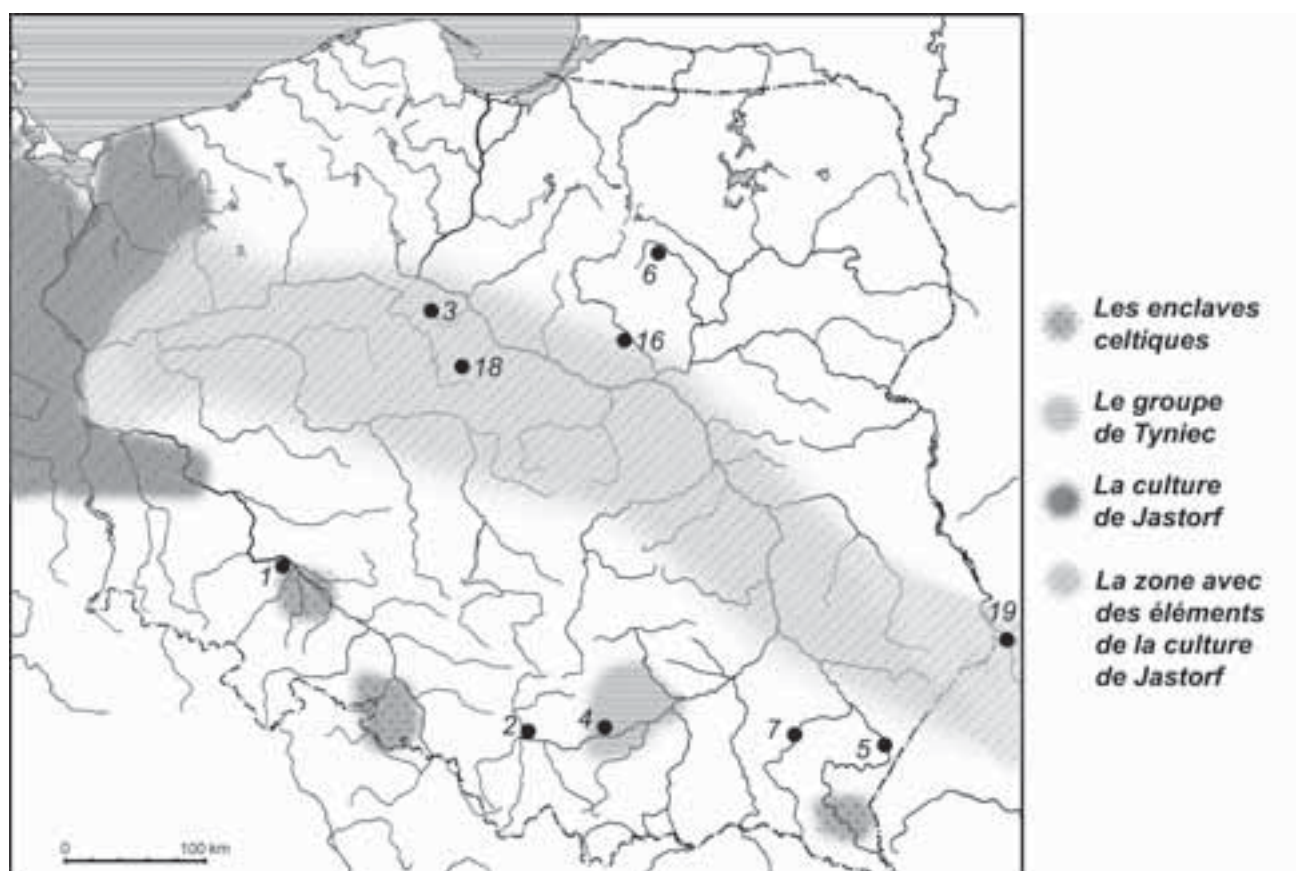 6
3
16
18
19
1
2
4
7
5
0
100 km
Les enclaves
celtiques
Le groupe
de Tyniec
La culture
de Jastorf
La zone avec
des éléments
de la culture
de Jastorf